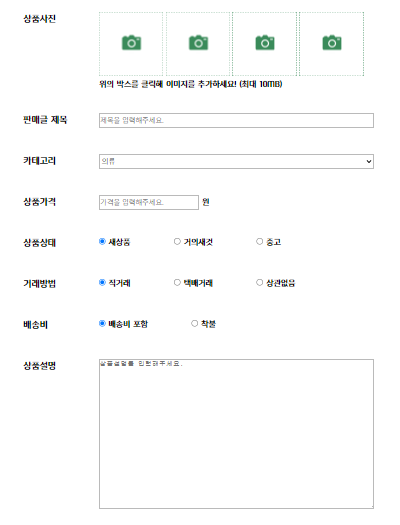 상품사진
위의 박스를 클릭해 이미지를 추가하세요! (최대 10MB)
판매글 제목
제목을 입력해주세요.
카테고리
의류
상품가격
가격을 입력해주세요. 원
상품상태
새상품 거의새것 중고
거래방법
직거래 택배거래 상관없음
배송비
배송비 포함 착불
상품설명
상품설명을 입력해주세요.